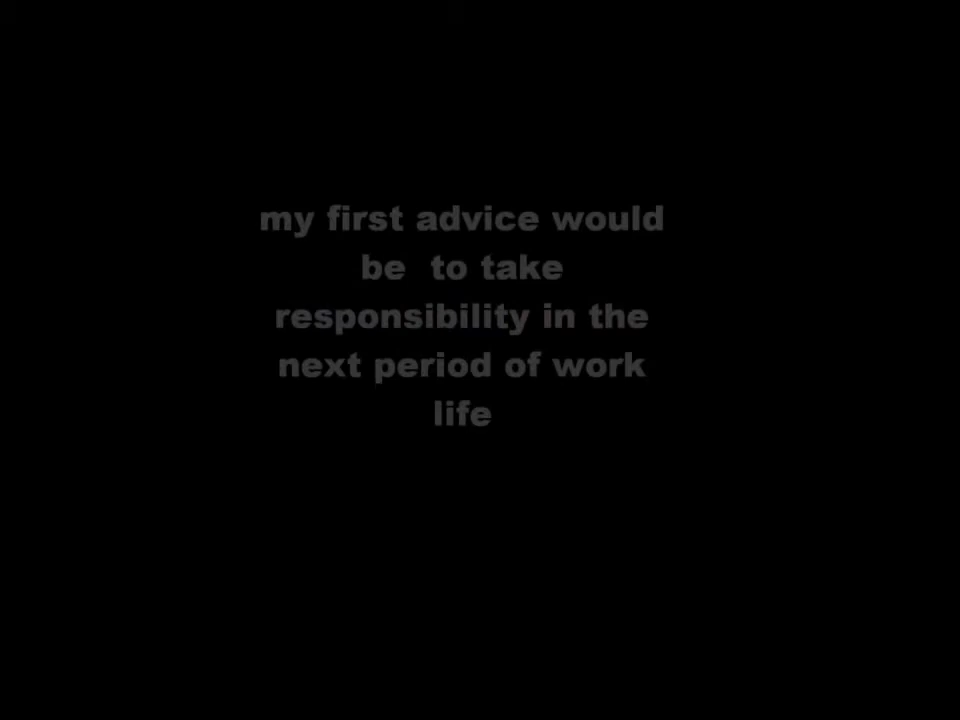 my first advice would
be  to take
responsibility in the
next period of work
life